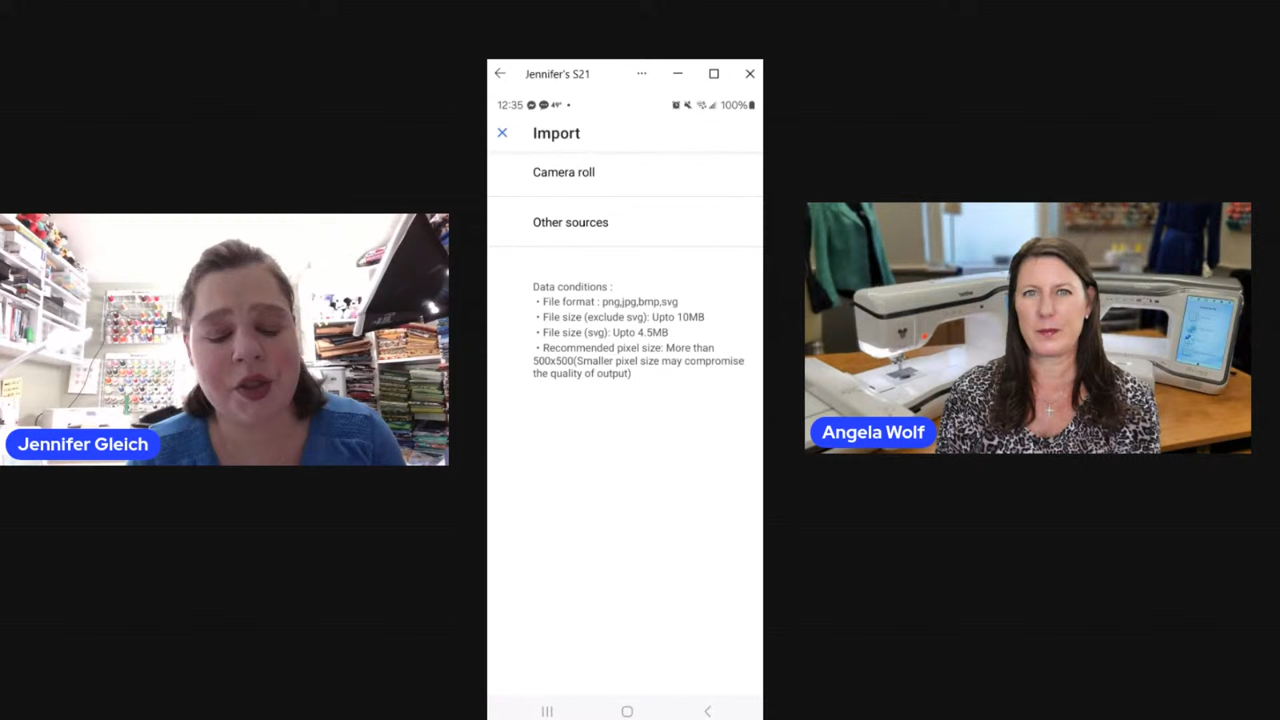 Jennifer's S21
12:35 49° 100%
Import
Camera roll
Other sources
Data conditions :
・File format : png,jpg,bmp,svg
・File size (exclude svg): Upto 10MB
・File size (svg): Upto 4.5MB
・Recommended pixel size: More than
500x500(Smaller pixel size may compromise
the quality of output)
Jennifer Gleich
Angela Wolf
brother